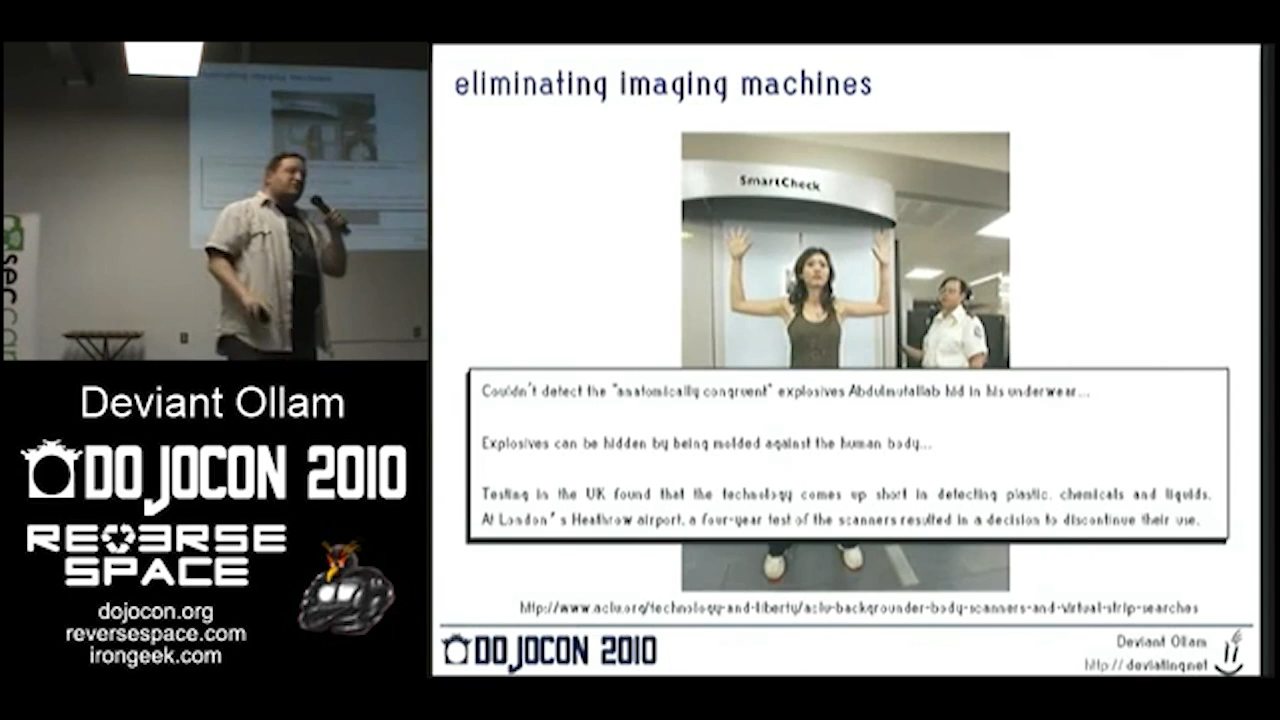 eliminating imaging machines
SmartCheck
Couldn't detect the "anatomically congruent" explosives Abdulmutallab hid in his underwear...
Explosives can be hidden by being molded against the human body...
Testing in the UK found that the technology comes up short in detecting plastic, chemicals and liquids.
At London's Heathrow airport, a four-year test of the scanners resulted in a decision to discontinue their use.
http://www.aclu.org/technology-and-liberty/aclu-backgrounder-body-scanners-and-virtual-strip-searches
DOJOCON 2010
Deviant Ollam
http://deviating.net
Deviant Ollam
DOJOCON 2010
REVERSE
SPACE
dojocon.org
reversespace.com
irongeek.com